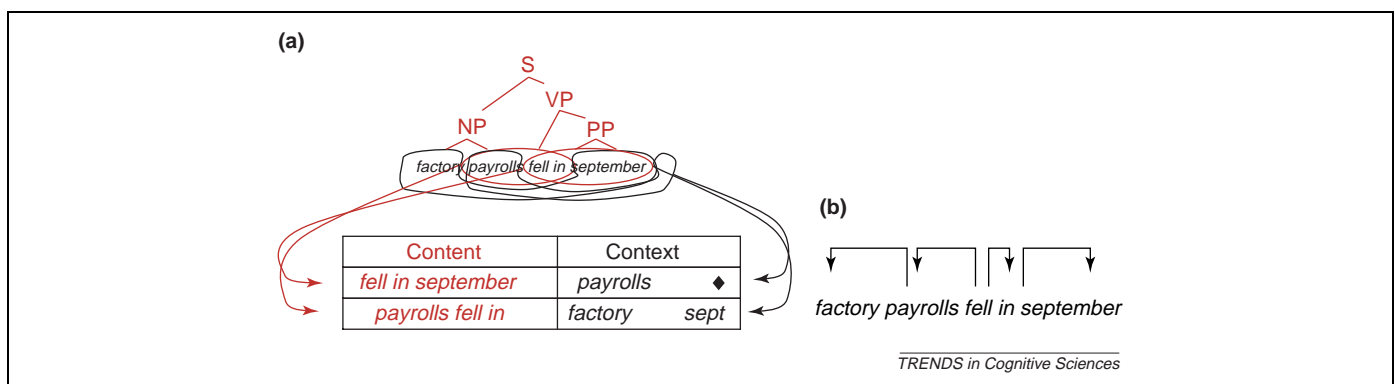 (a)
S
VP
NP PP
factory payrolls fell in september
(b)
Content Context
fell in september payrolls ♦
payrolls fell in factory sept
factory payrolls fell in september
TRENDS in Cognitive Sciences